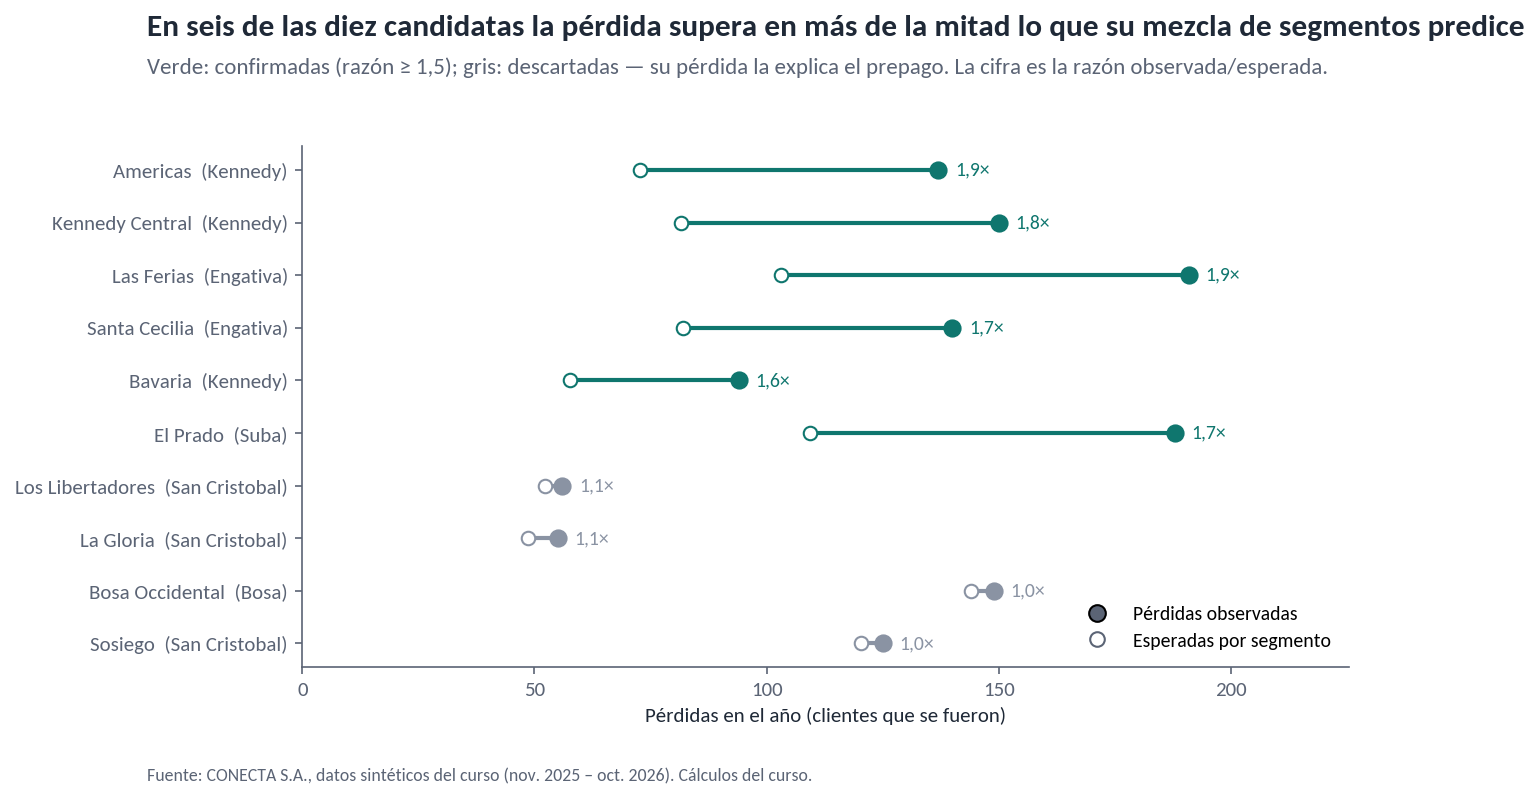 En seis de las diez candidatas la pérdida supera en más de la mitad lo que su mezcla de segmentos predice
Verde: confirmadas (razón ≥ 1,5); gris: descartadas — su pérdida la explica el prepago. La cifra es la razón observada/esperada.
Americas (Kennedy) 1,9×
Kennedy Central (Kennedy) 1,8×
Las Ferias (Engativa) 1,9×
Santa Cecilia (Engativa) 1,7×
Bavaria (Kennedy) 1,6×
El Prado (Suba) 1,7×
Los Libertadores (San Cristobal) 1,1×
La Gloria (San Cristobal) 1,1×
Bosa Occidental (Bosa) 1,0×
Pérdidas observadas
Sosiego (San Cristobal) 1,0×
Esperadas por segmento
0 50 100 150 200
Pérdidas en el año (clientes que se fueron)
Fuente: CONECTA S.A., datos sintéticos del curso (nov. 2025 – oct. 2026). Cálculos del curso.